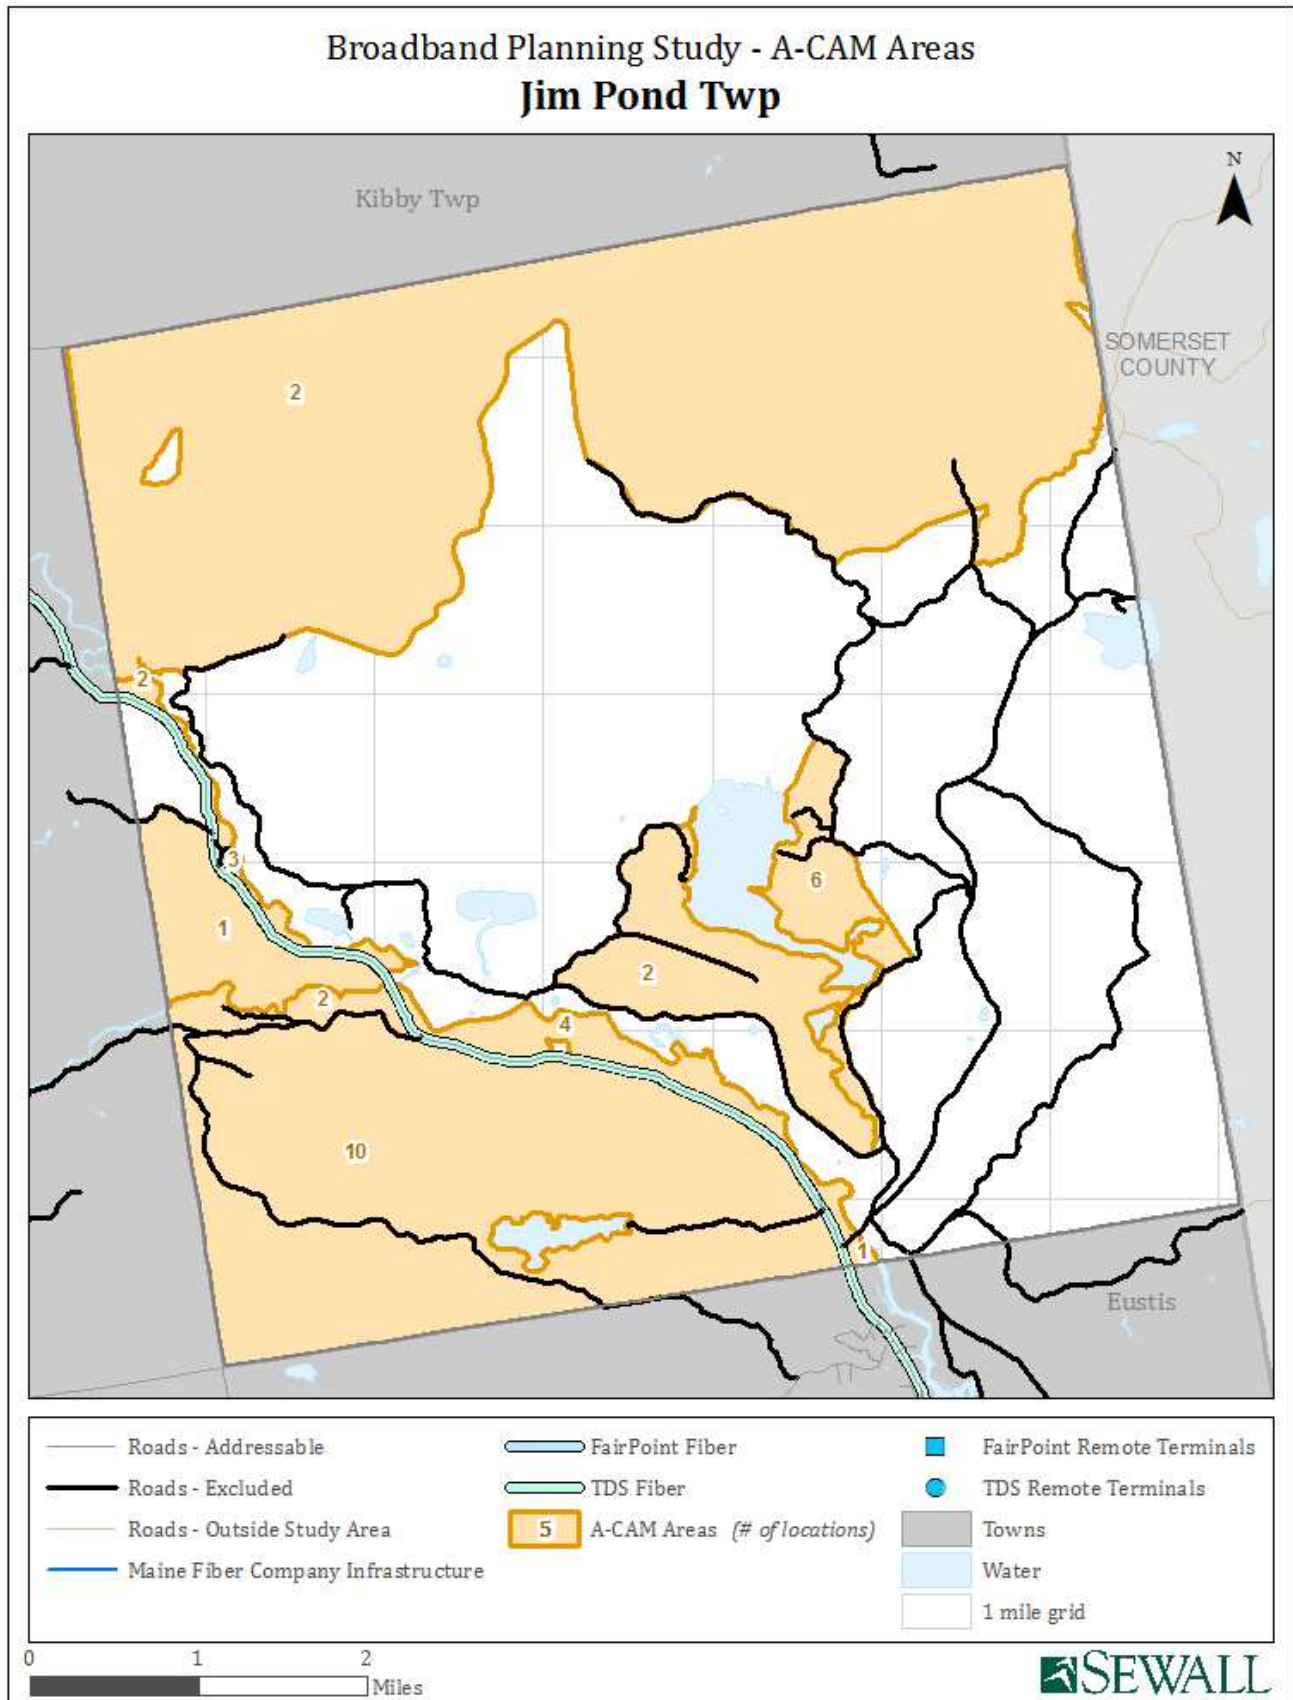 Broadband Planning Study - A-CAM Areas
Jim Pond Twp
N
Kibby Twp
SOMERSET
COUNTY
2
2
3
6
1
2
2
4
10
1
Eustis
Roads - Addressable
Roads - Excluded
Roads - Outside Study Area
Maine Fiber Company Infrastructure
FairPoint Fiber
TDS Fiber
5 A-CAM Areas (# of locations)
FairPoint Remote Terminals
TDS Remote Terminals
Towns
Water
1 mile grid
0 1 2
Miles
SEWALL